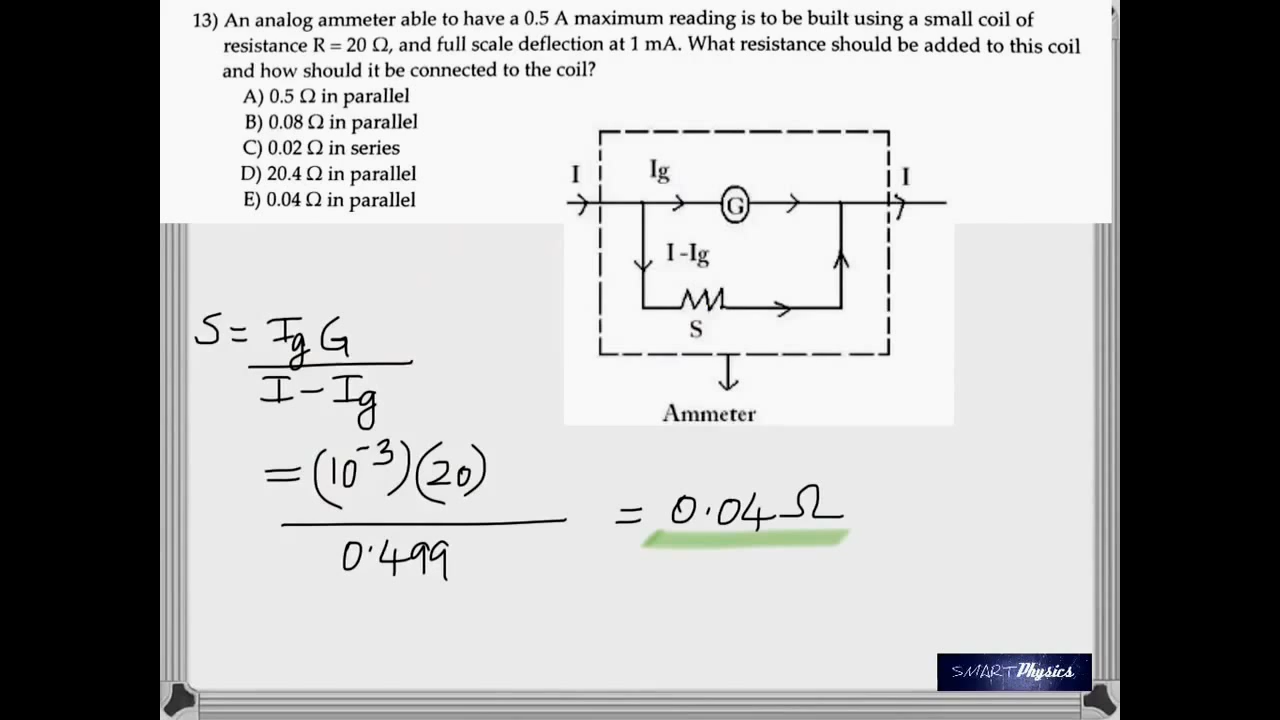 13) An analog ammeter able to have a 0.5 A maximum reading is to be built using a small coil of
resistance R = 20 Ω, and full scale deflection at 1 mA. What resistance should be added to this coil
and how should it be connected to the coil?
A) 0.5 Ω in parallel
B) 0.08 Ω in parallel
C) 0.02 Ω in series
D) 20.4 Ω in parallel
E) 0.04 Ω in parallel
I
Ig
I
G
I -Ig
S
Ammeter
S = Ig G
I - Ig
= (10⁻³)(20)
0.499
= 0.04 Ω
SMARTPhysics